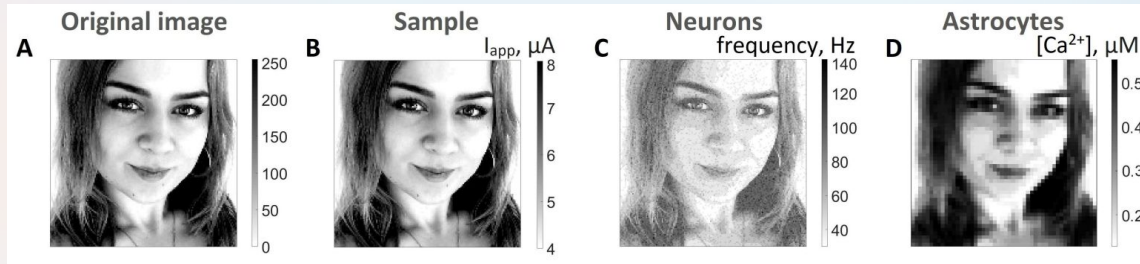 Original image
A
250
200
150
100
50
0
Sample
B
I_app, μA
8
7
6
5
4
Neurons
C
frequency, Hz
140
120
100
80
60
40
Astrocytes
D
[Ca²⁺], μM
0.5
0.4
0.3
0.2